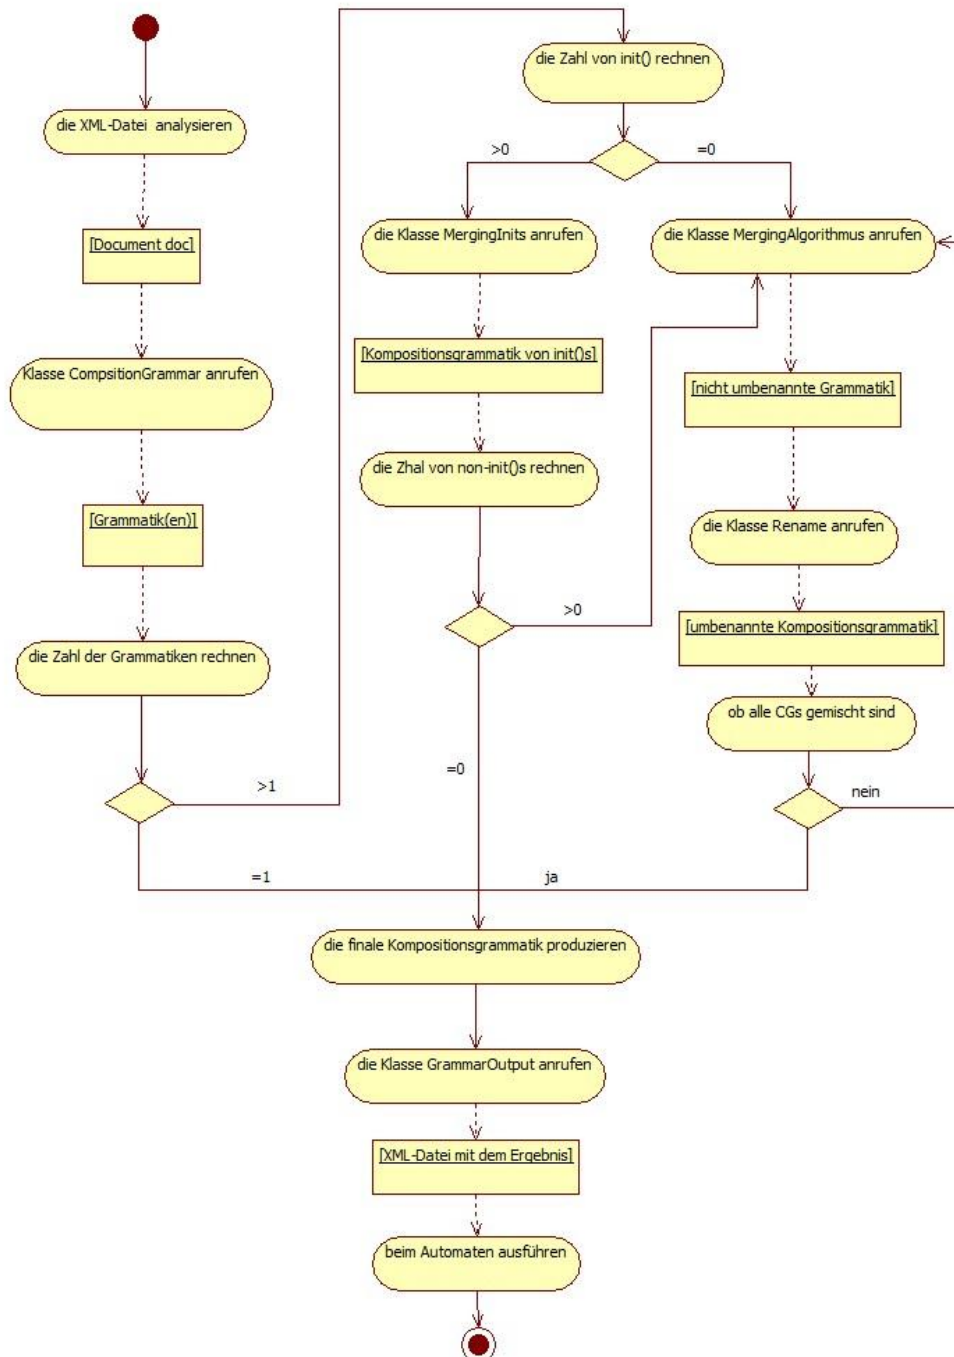 die XML-Datei  analysieren
[Document doc]
Klasse CompsitionGrammar anrufen
[Grammatik(en)]
die Zahl der Grammatiken rechnen
>1
=1
die Zahl von init() rechnen
>0
=0
die Klasse MergingInits anrufen
[Kompositionsgrammatik von init()s]
die Zhal von non-init()s rechnen
>0
=0
die Klasse MergingAlgorithmus anrufen
[nicht umbenannte Grammatik]
die Klasse Rename anrufen
[umbenannte Kompositionsgrammatik]
ob alle CGs gemischt sind
nein
ja
die finale Kompositionsgrammatik produzieren
die Klasse GrammarOutput anrufen
[XML-Datei mit dem Ergebnis]
beim Automaten ausführen